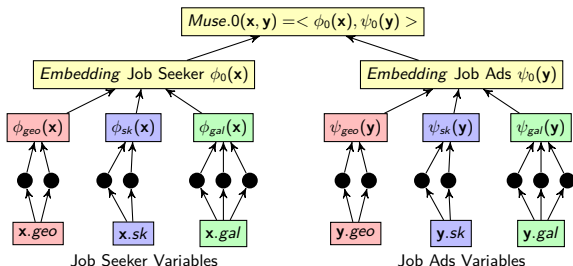 Muse.0(x, y) =< ϕ₀(x), ψ₀(y) >
Embedding Job Seeker ϕ₀(x)
Embedding Job Ads ψ₀(y)
ϕgeo(x)
ϕsk(x)
ϕgal(x)
ψgeo(y)
ψsk(y)
ψgal(y)
x.geo
x.sk
x.gal
y.geo
y.sk
y.gal
Job Seeker Variables
Job Ads Variables